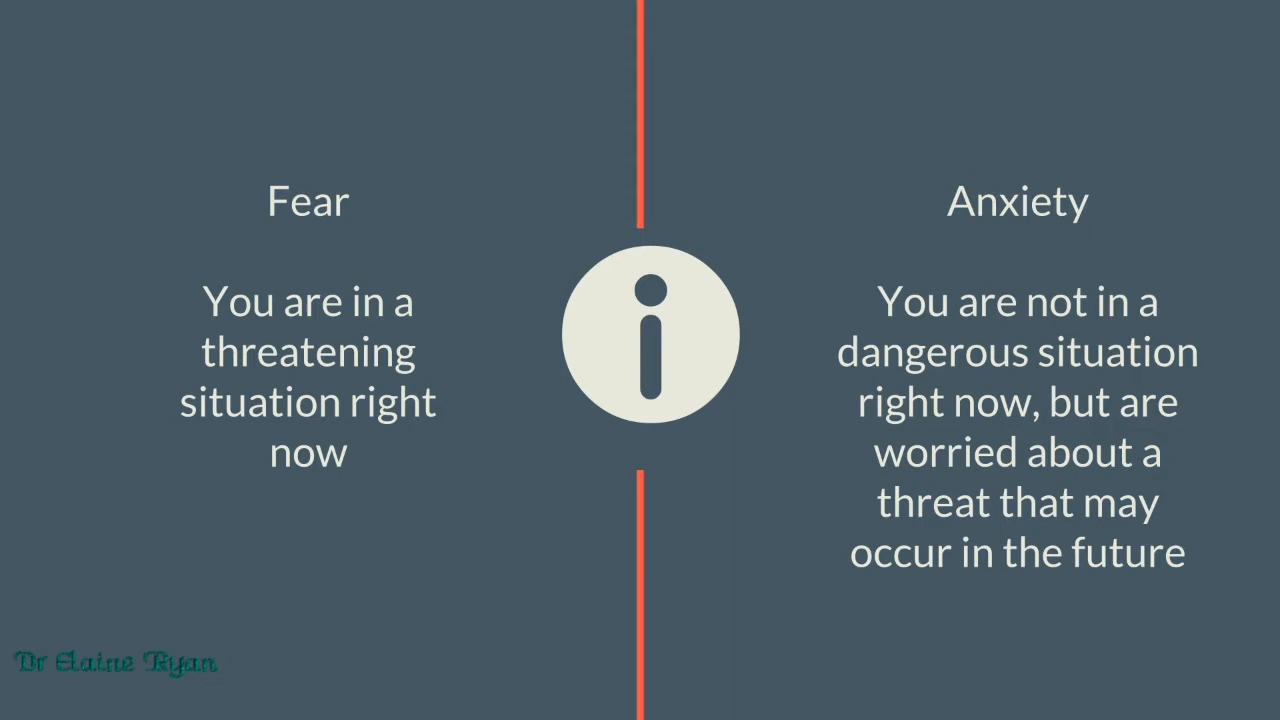 Fear
You are in a
threatening
situation right
now
Anxiety
You are not in a
dangerous situation
right now, but are
worried about a
threat that may
occur in the future
Dr Elaine Ryan